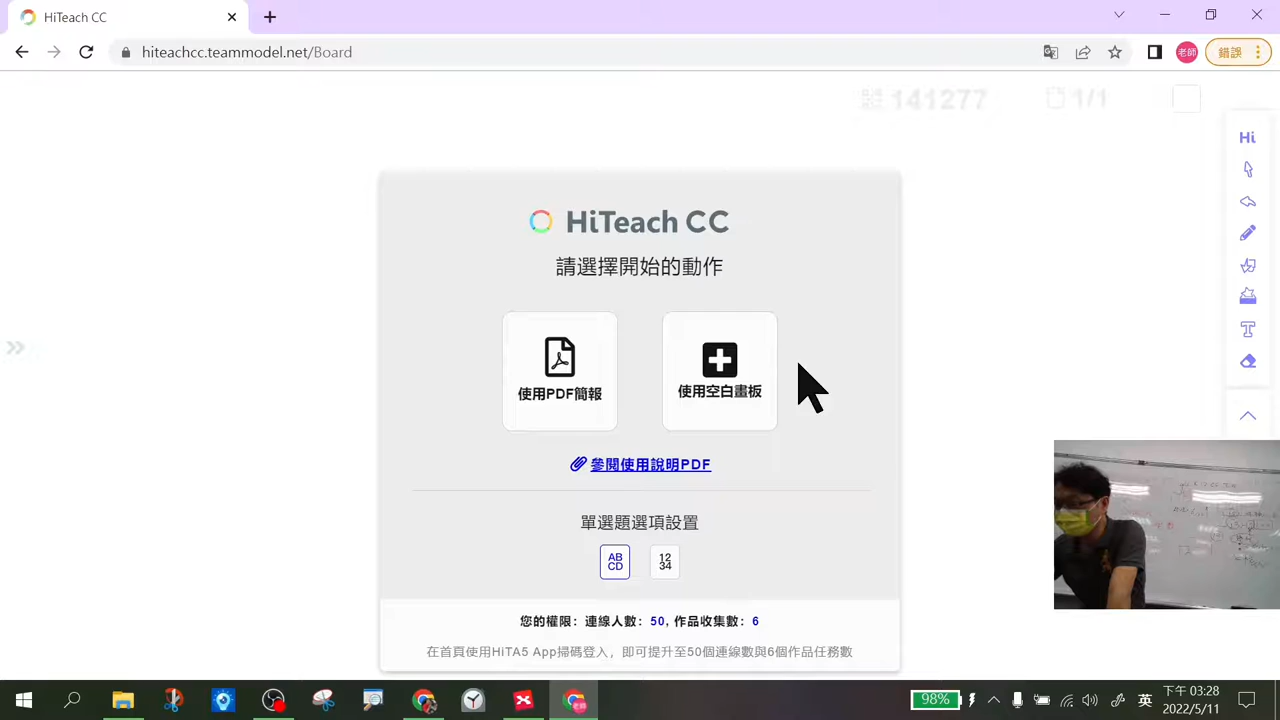 HiTeach CC
hiteachcc.teammodel.net/Board
老師
錯誤
141277
1/1
Hi
HiTeach CC
請選擇開始的動作
使用PDF簡報
使用空白畫板
參閱使用說明PDF
單選題選項設置
AB
CD
12
34
您的權限：連線人數：50, 作品收集數：6
在首頁使用HiTA5 App掃碼登入，即可提升至50個連線數與6個作品任務數
98%
英
下午 03:28
2022/5/11